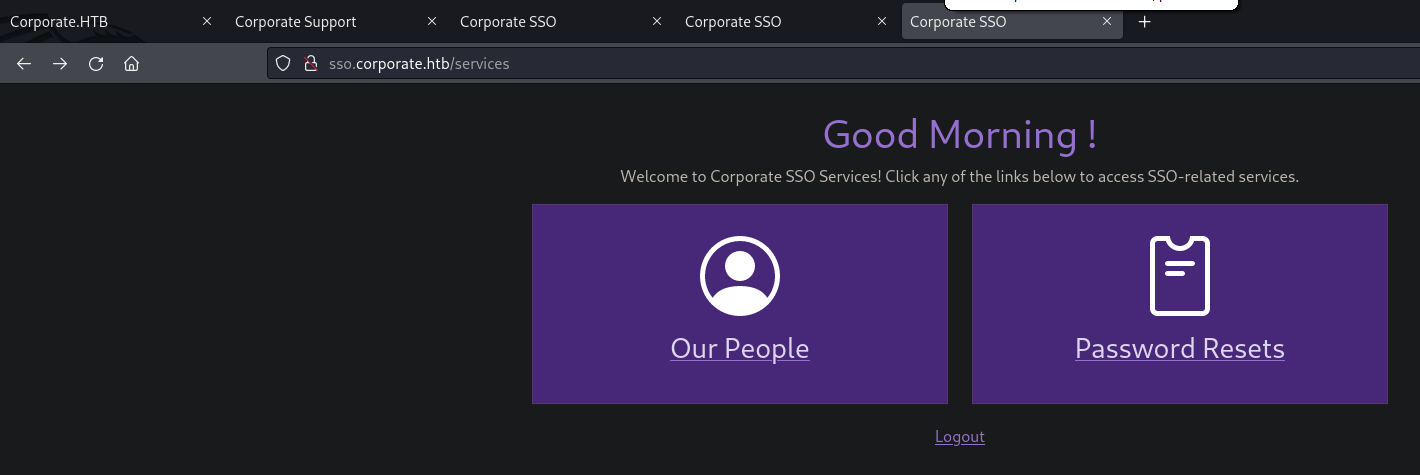 Corporate.HTB Corporate Support Corporate SSO Corporate SSO Corporate SSO
sso.corporate.htb/services
Good Morning !
Welcome to Corporate SSO Services! Click any of the links below to access SSO-related services.
Our People Password Resets
Logout